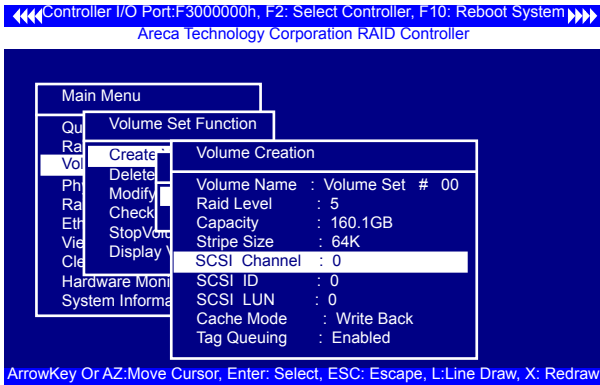 Controller I/O Port:F3000000h, F2: Select Controller, F10: Reboot System
Areca Technology Corporation RAID Controller
Main Menu
Volume Set Function
Volume Creation
Create
Delete
Modify
Check
StopVolu
Display V
Hardware Moni
System Informa
Volume Name : Volume Set # 00
Raid Level : 5
Capacity : 160.1GB
Stripe Size : 64K
SCSI Channel : 0
SCSI ID : 0
SCSI LUN : 0
Cache Mode : Write Back
Tag Queuing : Enabled
ArrowKey Or AZ:Move Cursor, Enter: Select, ESC: Escape, L:Line Draw, X: Redraw